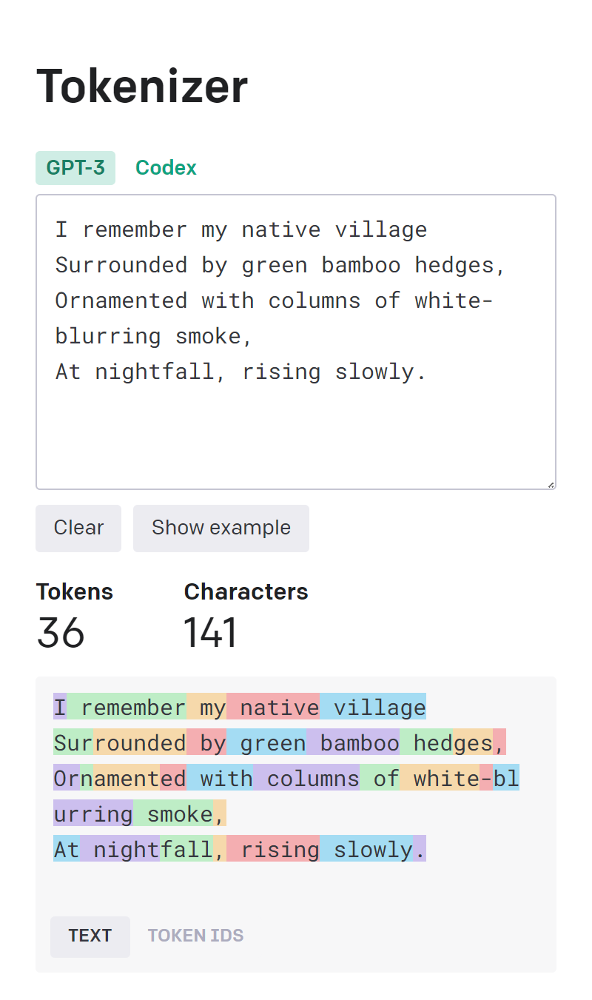 Tokenizer
GPT-3 Codex
I remember my native village
Surrounded by green bamboo hedges,
Ornamented with columns of white-
blurring smoke,
At nightfall, rising slowly.
Clear Show example
Tokens Characters
36 141
I remember my native village
Surrounded by green bamboo hedges,
Ornamented with columns of white-bl
urring smoke,
At nightfall, rising slowly.
TEXT TOKEN IDS